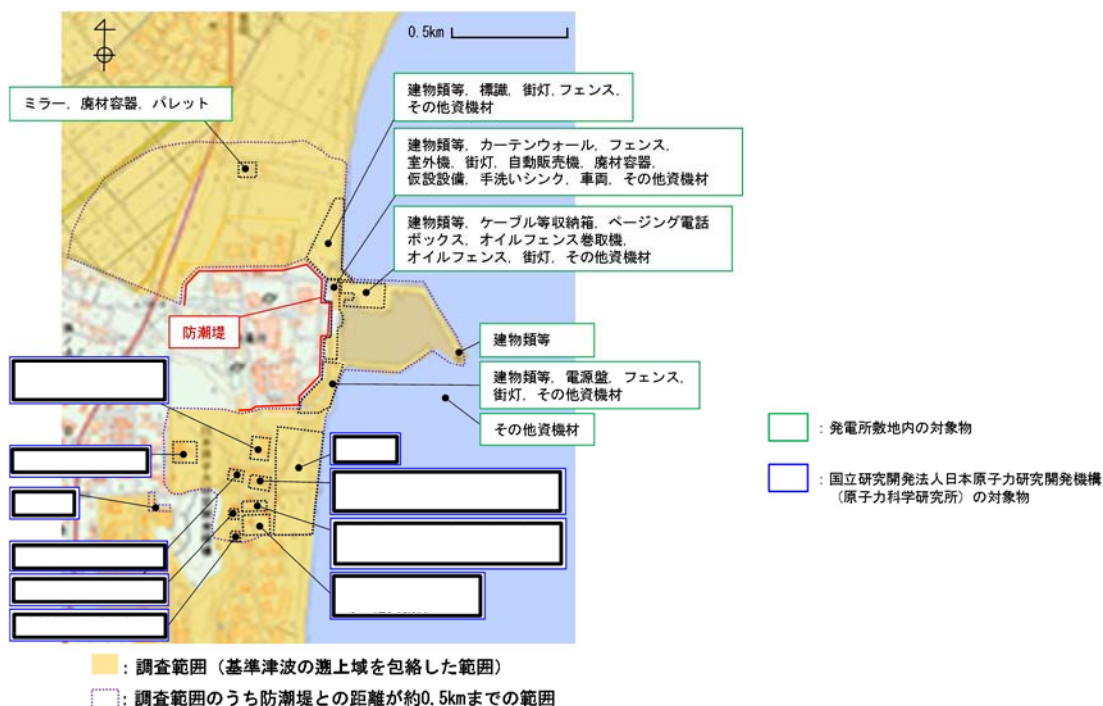 0.5km
ミラー，廃材容器，パレット
建物類等，標識，街灯，フェンス，
その他資機材
建物類等，カーテンウォール，フェンス，
室外機，街灯，自動販売機，廃材容器，
仮設設備，手洗いシンク，車両，その他資機材
建物類等，ケーブル等収納箱，ページング電話
ボックス，オイルフェンス巻取機，
オイルフェンス，街灯，その他資機材
防潮堤
建物類等
建物類等，電源盤，フェンス，
街灯，その他資機材
その他資機材
：発電所敷地内の対象物
：国立研究開発法人日本原子力研究開発機構
（原子力科学研究所）の対象物
：調査範囲（基準津波の遡上域を包絡した範囲）
：調査範囲のうち防潮堤との距離が約0.5kmまでの範囲